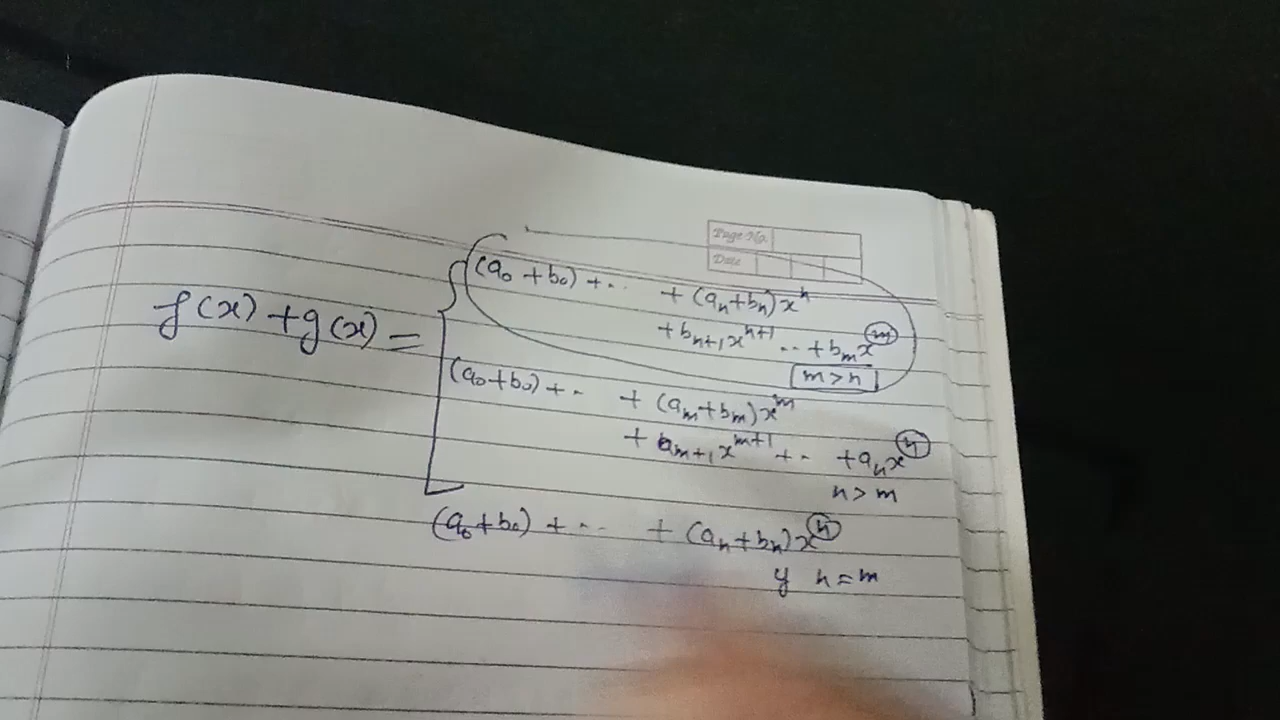 Page No.
Date
f(x) + g(x) = { (a₀ + b₀) + .. + (aₙ + bₙ)xⁿ
+ bₙ₊₁xⁿ⁺¹ .. + bₘxᵐ
m > n
(a₀ + b₀) + .. + (aₘ + bₘ)xᵐ
+ aₘ₊₁xᵐ⁺¹ + .. + aₙxⁿ
n > m
(a₀ + b₀) + ... + (aₙ + bₙ)xⁿ
if n = m